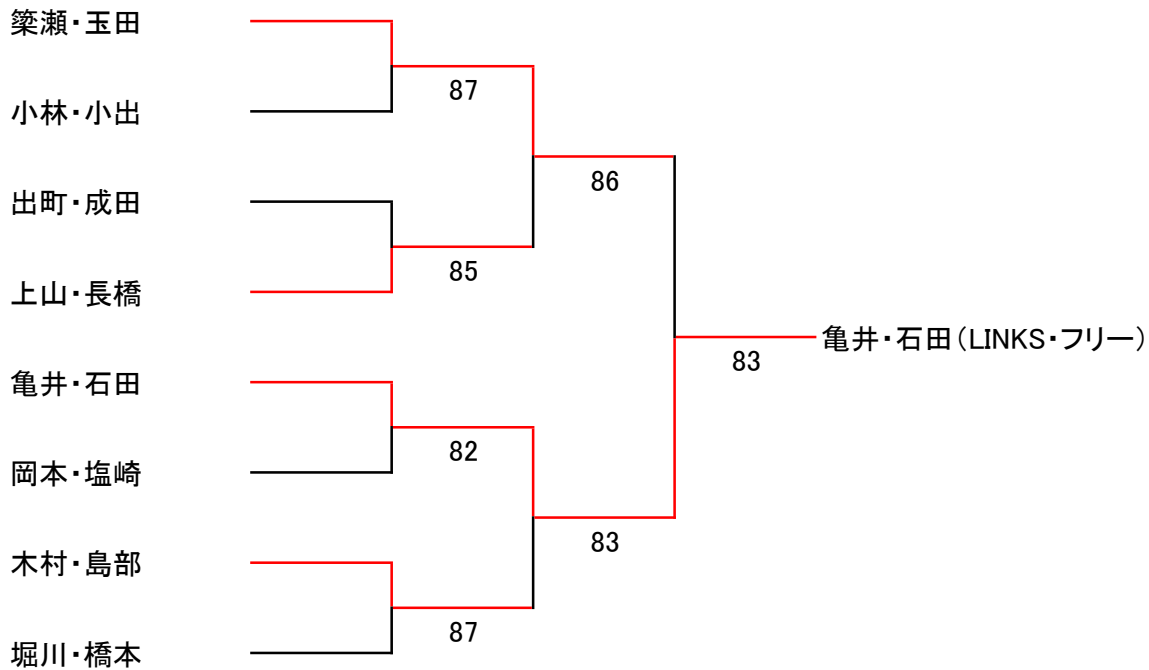 簗瀬・玉田
87
小林・小出
86
出町・成田
85
上山・長橋
亀井・石田(LINKS・フリー)
83
亀井・石田
82
岡本・塩崎
83
木村・島部
87
堀川・橋本